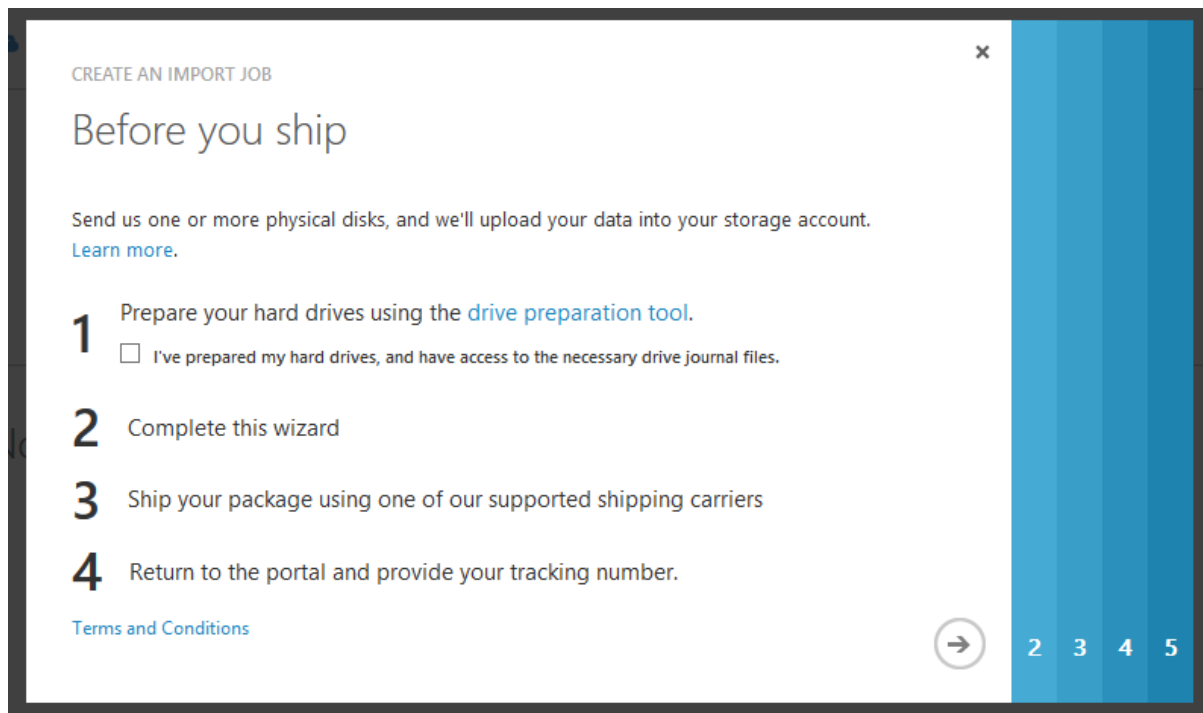 CREATE AN IMPORT JOB
Before you ship
Send us one or more physical disks, and we'll upload your data into your storage account.
Learn more.
1 Prepare your hard drives using the drive preparation tool.
I've prepared my hard drives, and have access to the necessary drive journal files.
2 Complete this wizard
3 Ship your package using one of our supported shipping carriers
4 Return to the portal and provide your tracking number.
Terms and Conditions
2 3 4 5